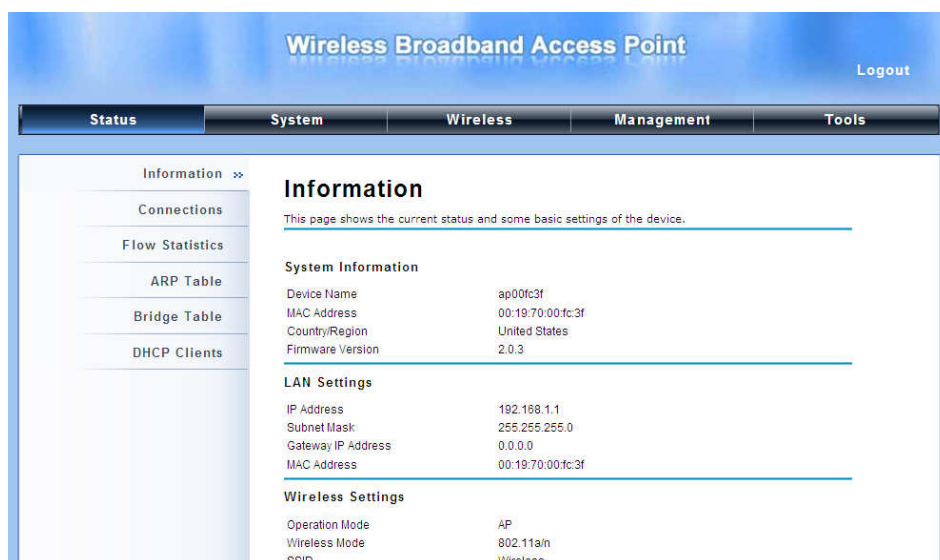 Wireless Broadband Access Point
Logout
Status System Wireless Management Tools
Information »
Connections
Flow Statistics
ARP Table
Bridge Table
DHCP Clients
Information
This page shows the current status and some basic settings of the device.
System Information
Device Name ap00fc3f
MAC Address 00:19:70:00:fc:3f
Country/Region United States
Firmware Version 2.0.3
LAN Settings
IP Address 192.168.1.1
Subnet Mask 255.255.255.0
Gateway IP Address 0.0.0.0
MAC Address 00:19:70:00:fc:3f
Wireless Settings
Operation Mode AP
Wireless Mode 802.11a/n
SSID Wireless